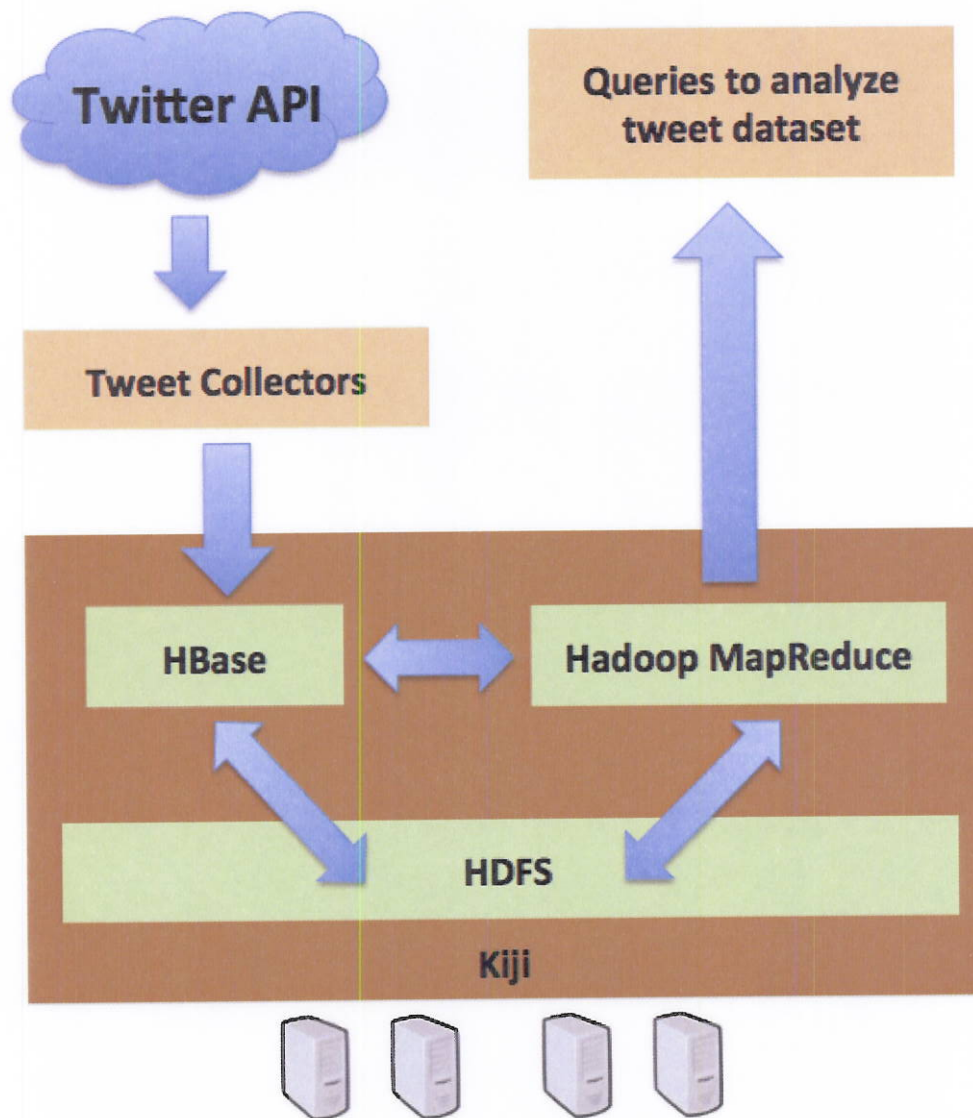 Twitter API
Queries to analyze
tweet dataset
Tweet Collectors
HBase
Hadoop MapReduce
HDFS
Kiji